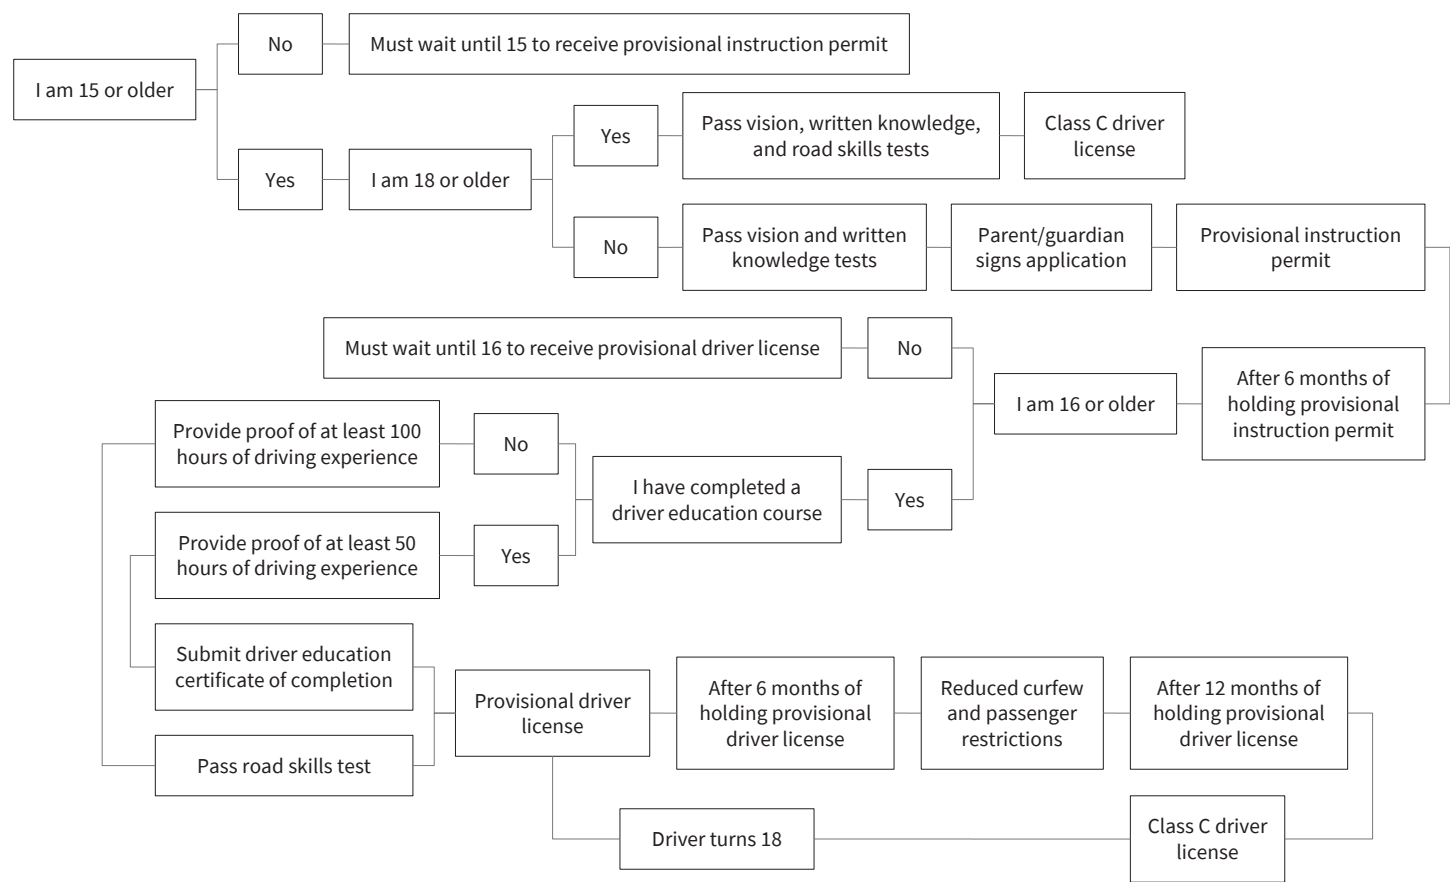 No
Must wait until 15 to receive provisional instruction permit
I am 15 or older
Yes
Pass vision, written knowledge,
and road skills tests
Class C driver
license
Yes
I am 18 or older
No
Pass vision and written
knowledge tests
Parent/guardian
signs application
Provisional instruction
permit
Must wait until 16 to receive provisional driver license
No
I am 16 or older
After 6 months of
holding provisional
instruction permit
Provide proof of at least 100
hours of driving experience
No
I have completed a
driver education course
Yes
Provide proof of at least 50
hours of driving experience
Yes
Submit driver education
certificate of completion
Provisional driver
license
After 6 months of
holding provisional
driver license
Reduced curfew
and passenger
restrictions
After 12 months of
holding provisional
driver license
Pass road skills test
Driver turns 18
Class C driver
license